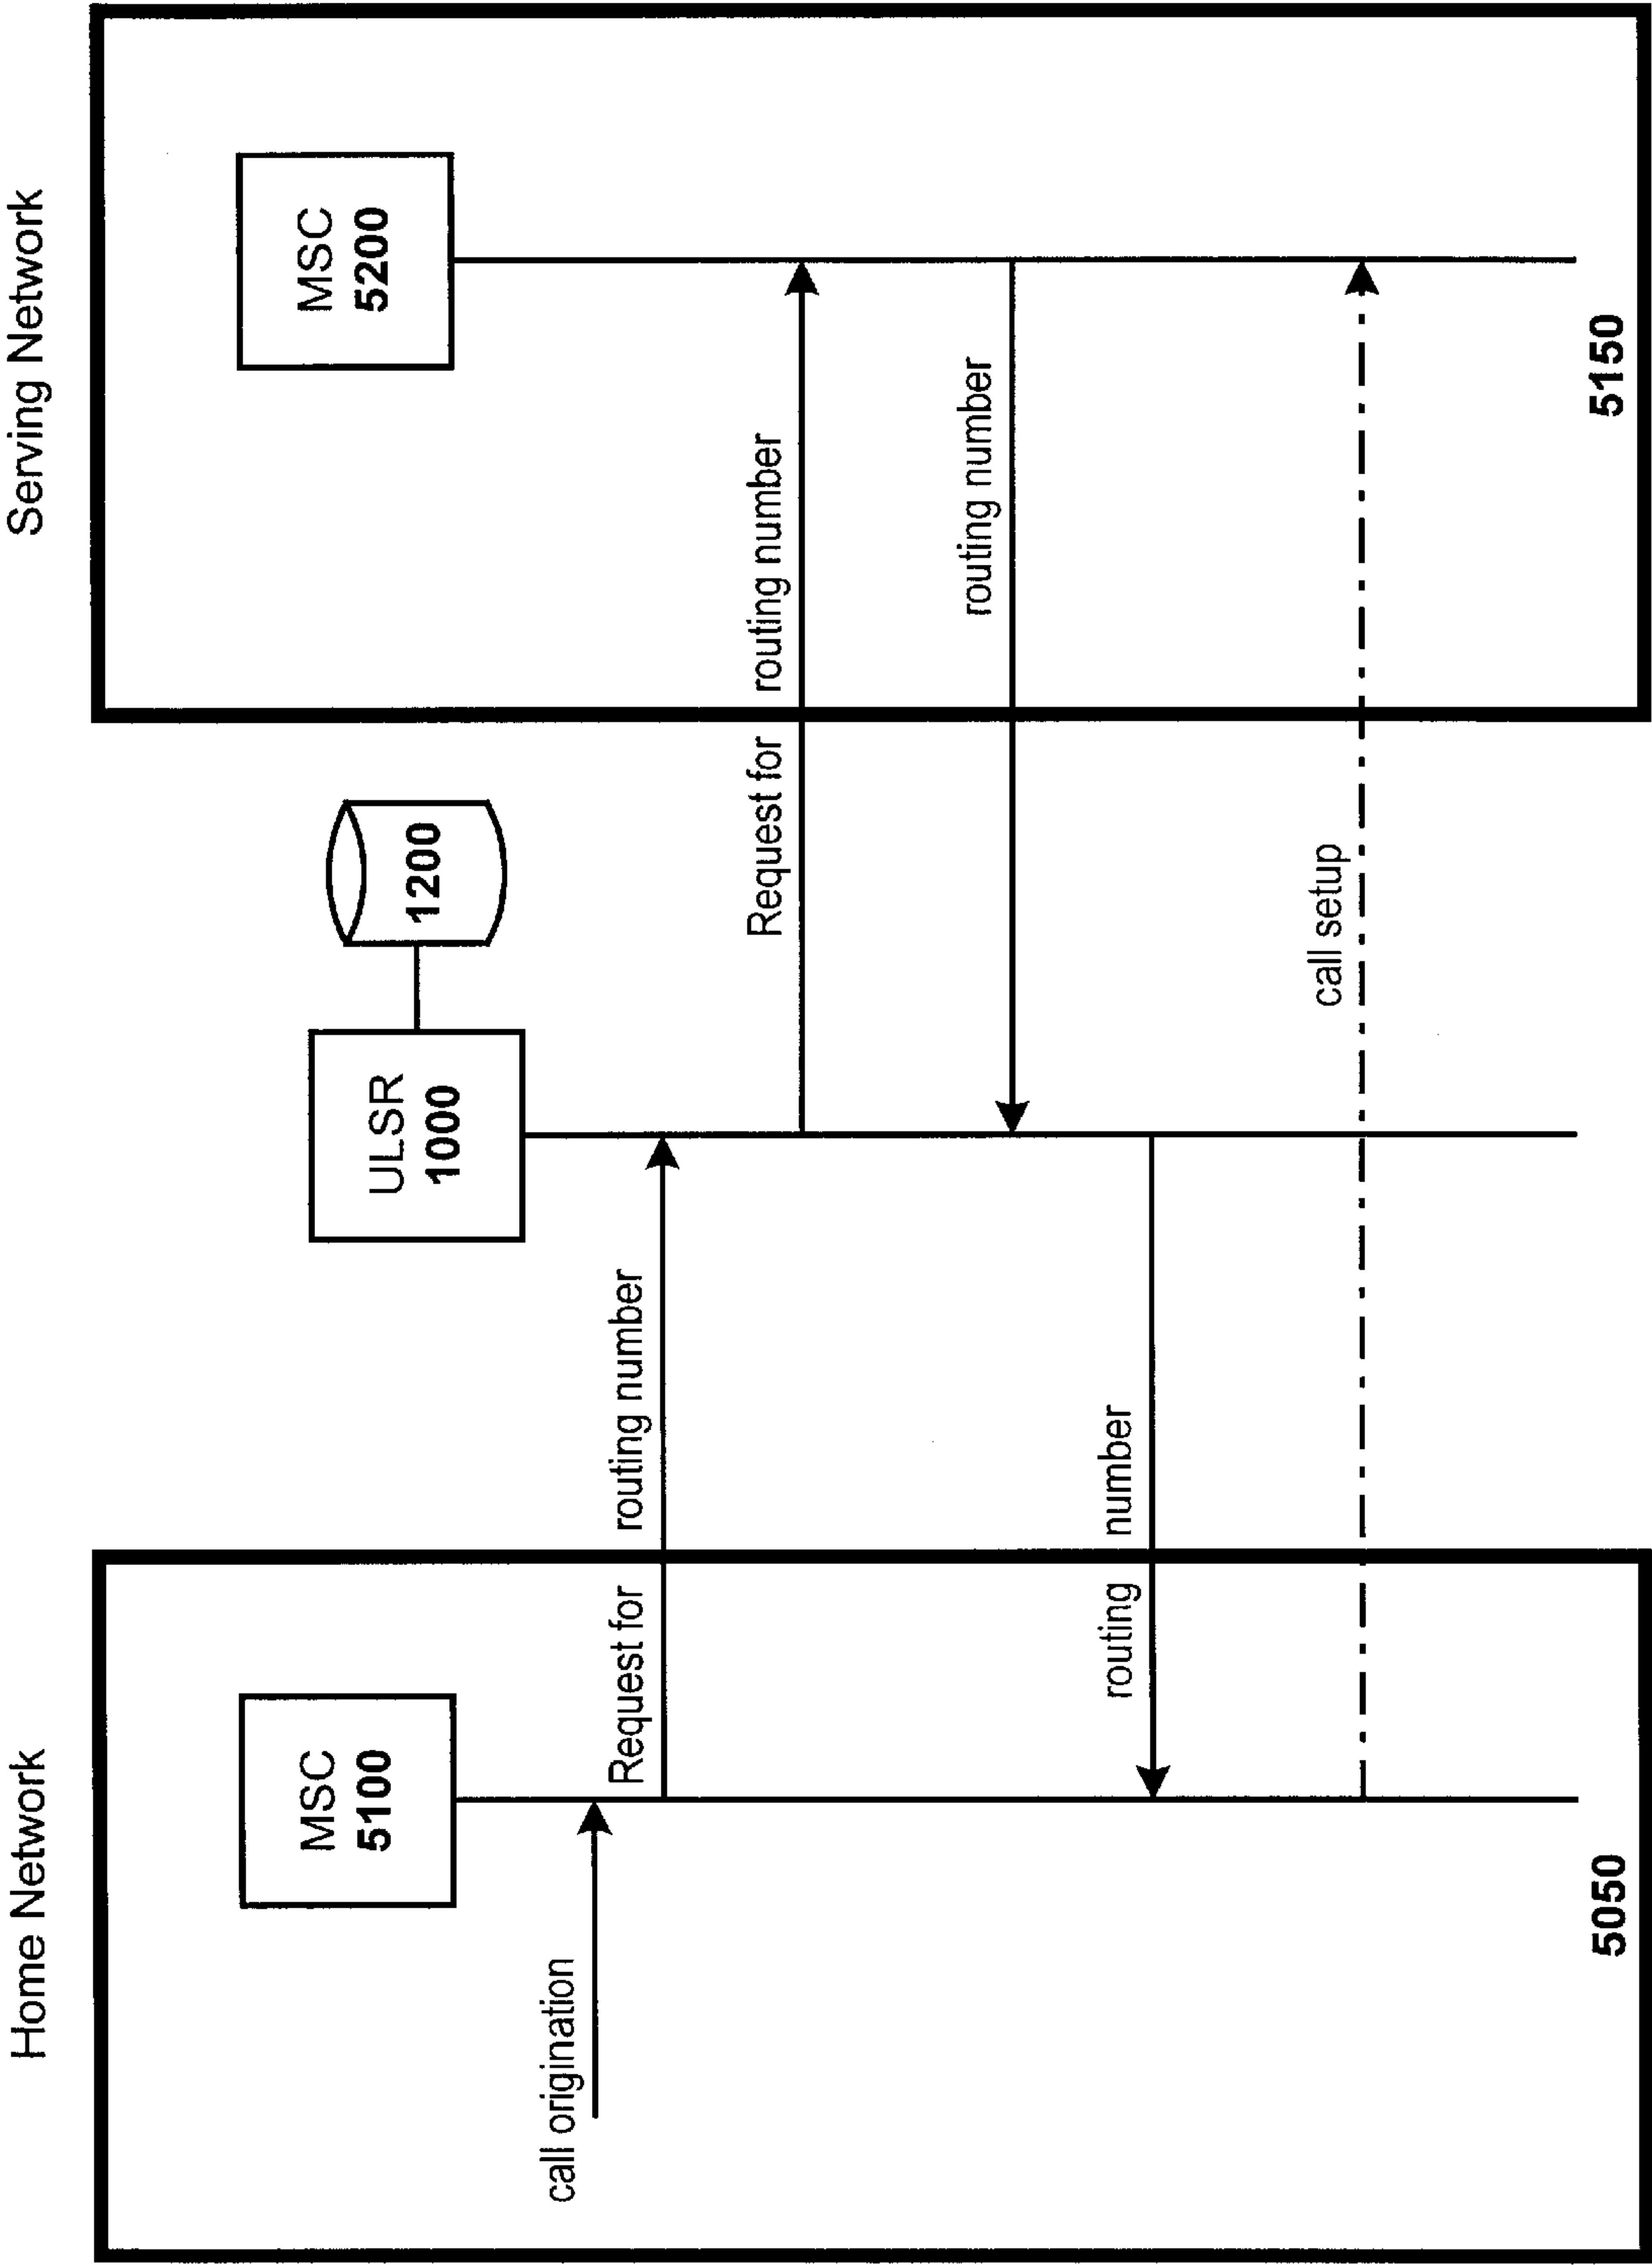 Home Network
Serving Network
MSC
5100
ULSR
1000
1200
MSC
5200
call origination
Request for routing number
Request for routing number
routing number
routing number
call setup
5050
5150